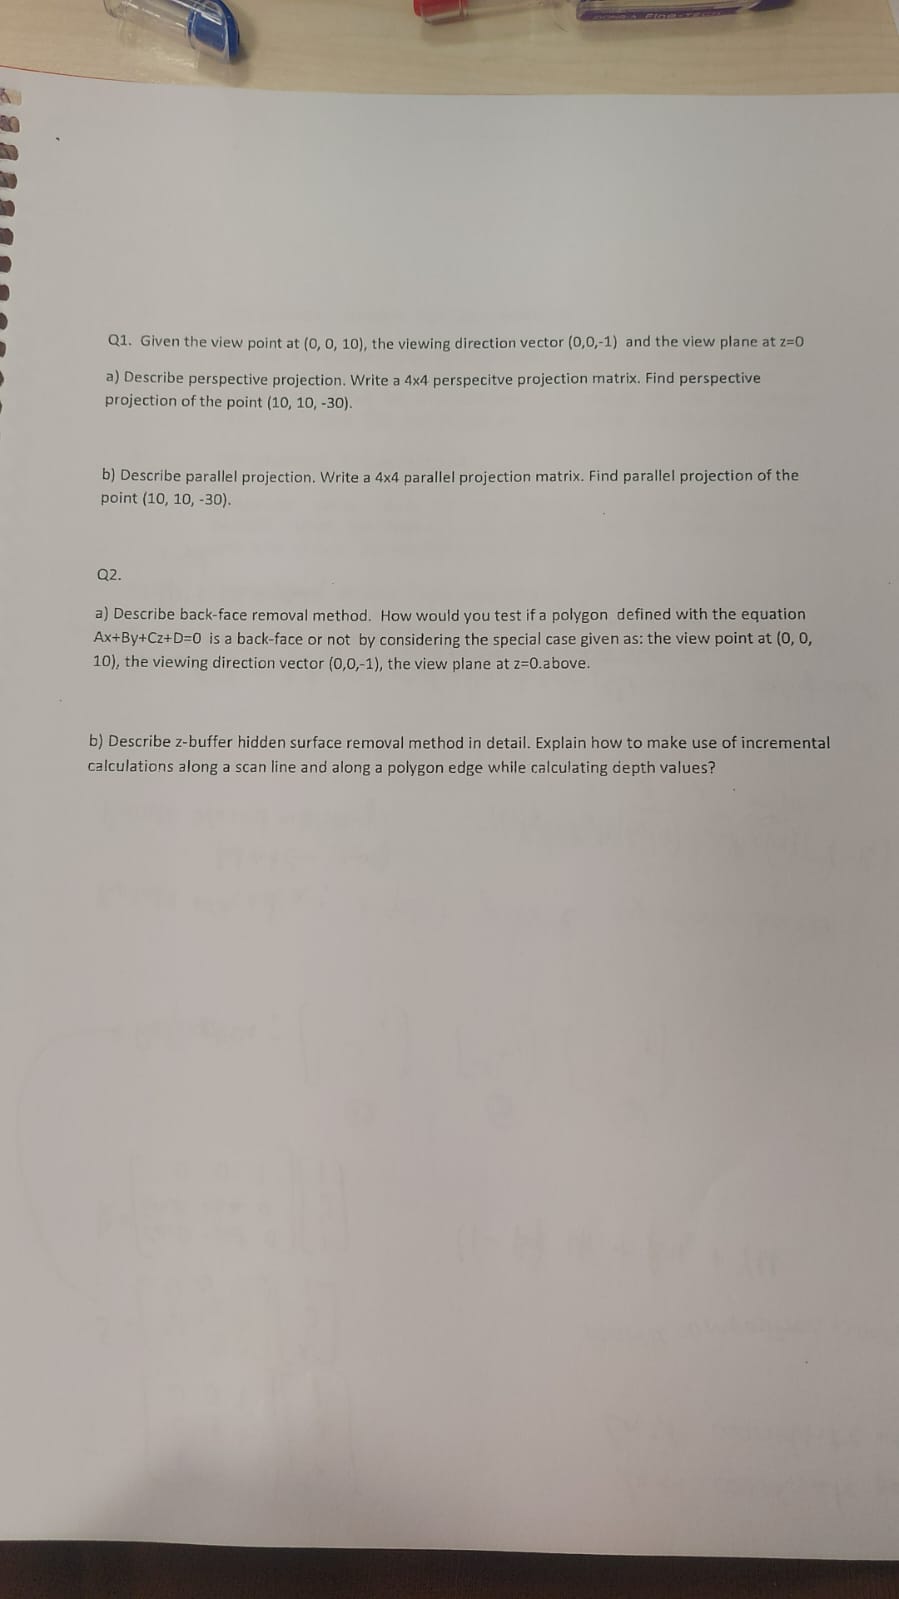 Q1. Given the view point at (0, 0, 10), the viewing direction vector (0,0,-1) and the view plane at z=0
a) Describe perspective projection. Write a 4x4 perspecitve projection matrix. Find perspective
projection of the point (10, 10, -30).
b) Describe parallel projection. Write a 4x4 parallel projection matrix. Find parallel projection of the
point (10, 10, -30).
Q2.
a) Describe back-face removal method. How would you test if a polygon defined with the equation
Ax+By+Cz+D=0 is a back-face or not by considering the special case given as: the view point at (0, 0,
10), the viewing direction vector (0,0,-1), the view plane at z=0.above.
b) Describe z-buffer hidden surface removal method in detail. Explain how to make use of incremental
calculations along a scan line and along a polygon edge while calculating depth values?